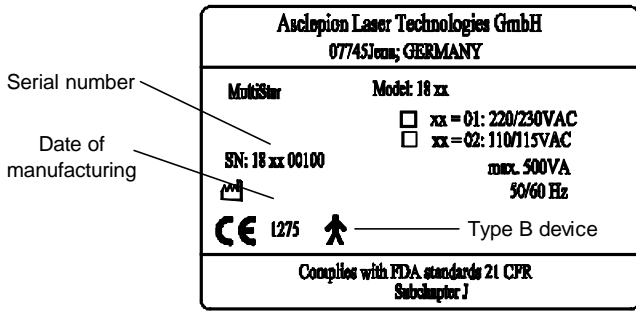 Asclepion Laser Technologies GmbH
07745Jena; GERMANY
Serial number
MultiStar
Model: 18 xx
xx = 01: 220/230VAC
xx = 02: 110/115VAC
Date of
manufacturing
SN: 18 xx 00100
max. 500VA
50/60 Hz
CE 1275
Type B device
Complies with FDA standards 21 CFR
Subchapter J